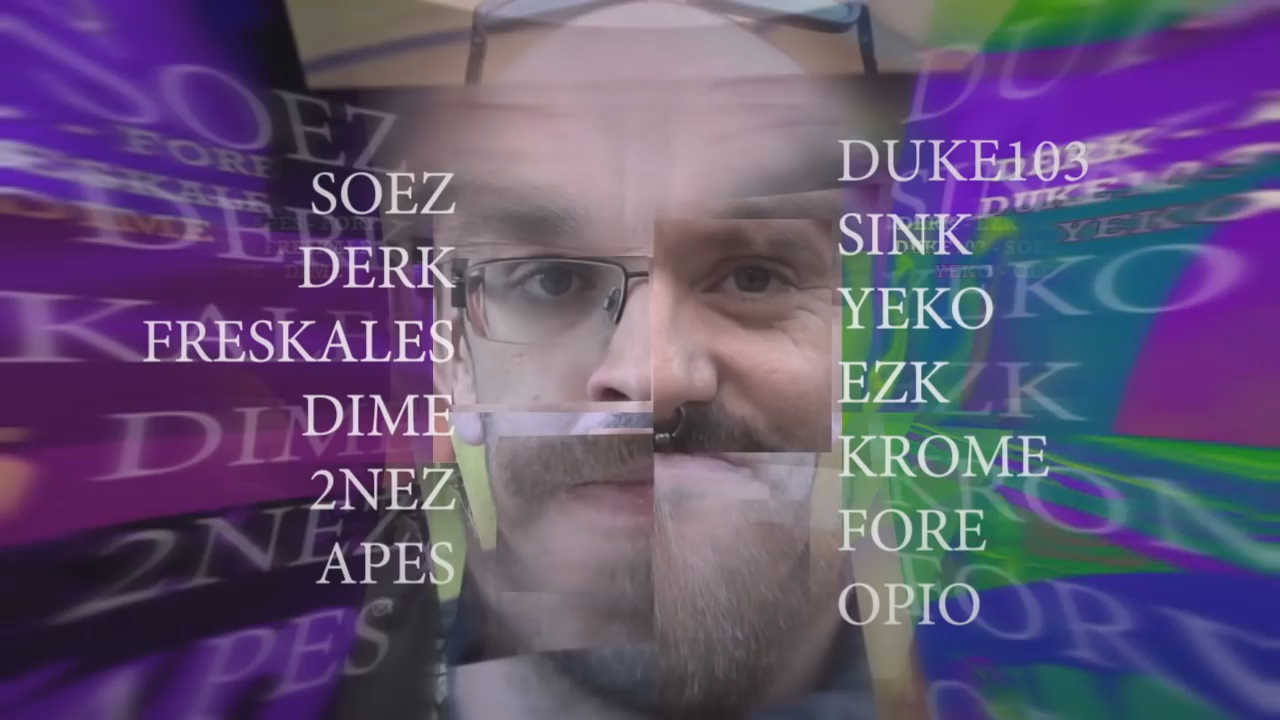 SOEZ
DERK
FRESKALES
DIME
2NEZ
APES
DUKE103
SINK
YEKO
EZK
KROME
FORE
OPIO